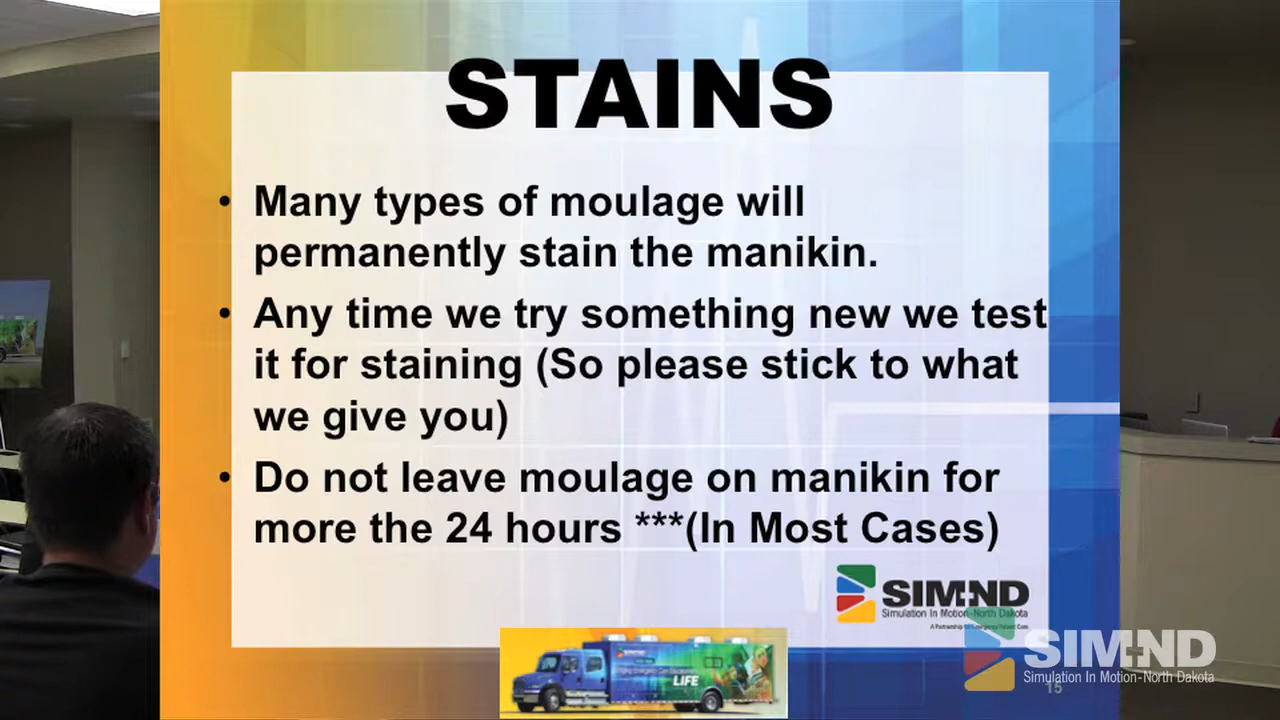 STAINS
• Many types of moulage will
permanently stain the manikin.
• Any time we try something new we test
it for staining (So please stick to what
we give you)
• Do not leave moulage on manikin for
more the 24 hours ***(In Most Cases)
SIM-ND
Simulation In Motion-North Dakota
LIFE
SIM-ND
Simulation In Motion-North Dakota
15